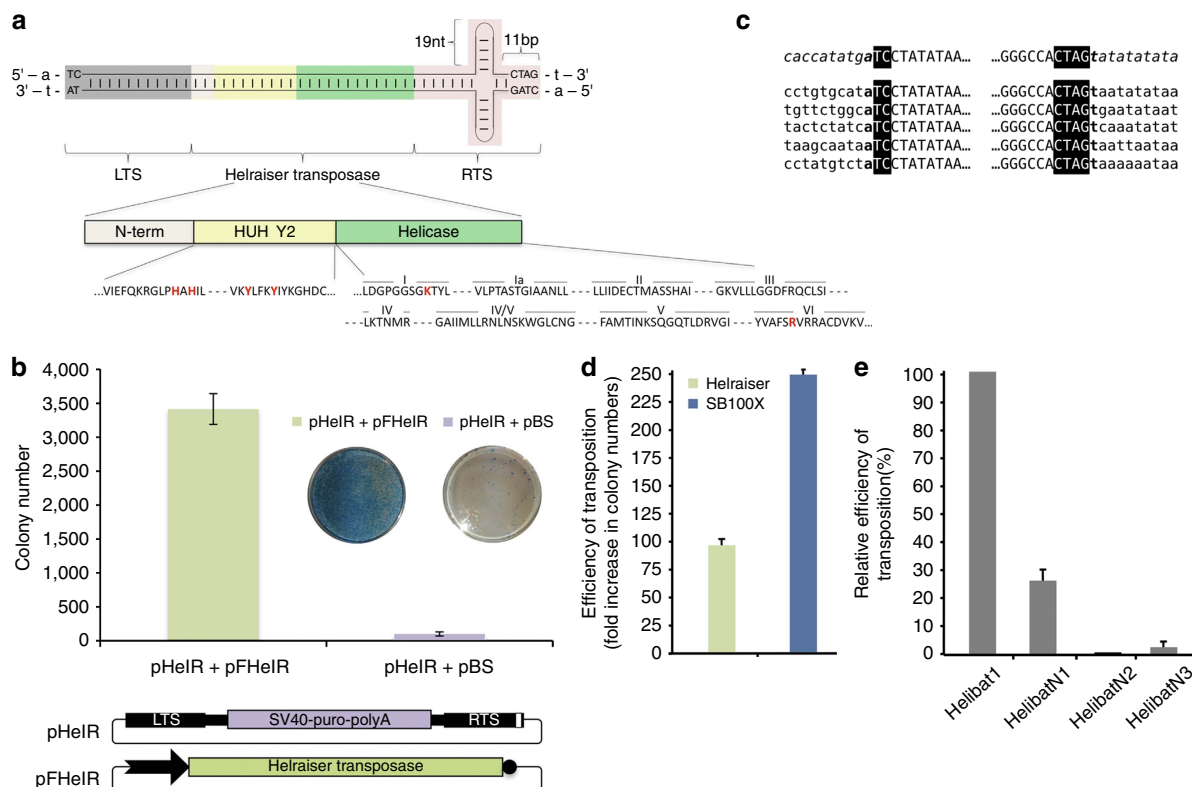 a
19nt
11bp
5' – a - TC CTAG - t – 3'
3' – t - AT GATC - a – 5'
LTS Helraiser transposase RTS
N-term HUH Y2 Helicase
...VIEFQKRGLPHAHIL - - - VKYLFKYIYKGHDC...
I Ia II III
...LDGPGGSGKTYL - - - VLPTASTGIAANLL - - - LLIIDECTMASSHAI - - - GKVLLLGGDFRQCLSI - - -
IV IV/V V VI
- - - LKTNMR - - - GAIIMLLRNLNSKWGLCNG - - - FAMTINKSQGQTLDRVGI - - - YVAFSRVRRACDVKV...
c
caccatatgaTCCTATATAA... ...GGGCCACTAGtatatatata
cctgtgcataTCCTATATAA... ...GGGCCACTAGtaatatataa
tgttctggcaTCCTATATAA... ...GGGCCACTAGtgaatataat
tactctatcaTCCTATATAA... ...GGGCCACTAGtcaaatatat
taagcaataaTCCTATATAA... ...GGGCCACTAGtaattaataa
cctatgtctaTCCTATATAA... ...GGGCCACTAGtaaaaaataa
b
Colony number
4,000
3,500
3,000
2,500
2,000
1,500
1,000
500
0
pHelR + pFHelR pHelR + pBS
pHelR + pFHelR pHelR + pBS
pHelR LTS SV40-puro-polyA RTS
pFHelR Helraiser transposase
d
Efficiency of transposition
(fold increase in colony numbers)
250
225
200
175
150
125
100
75
50
25
0
Helraiser
SB100X
e
Relative efficiency of
transposition(%)
100
90
80
70
60
50
40
30
20
10
0
Helibat1
HelibatN1
HelibatN2
HelibatN3